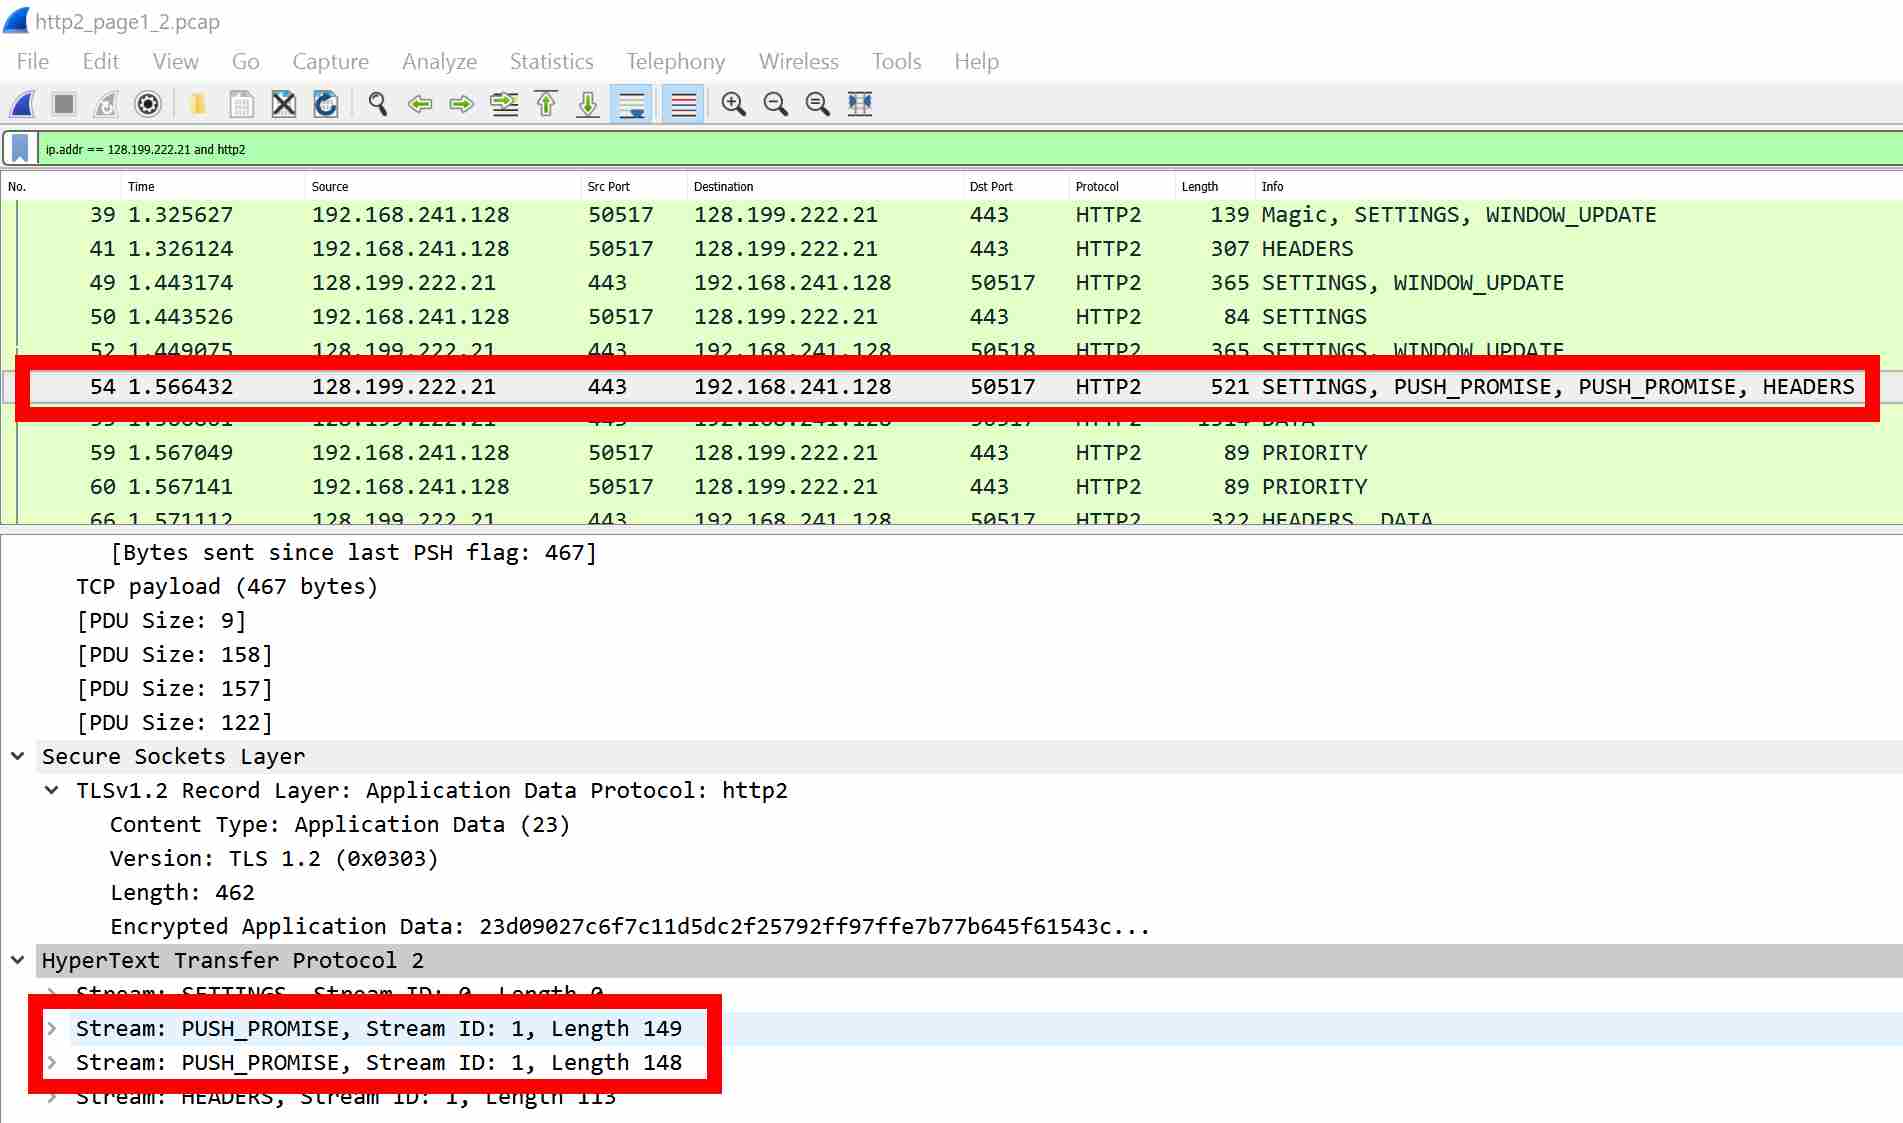 http2_page1_2.pcap
File Edit View Go Capture Analyze Statistics Telephony Wireless Tools Help
ip.addr == 128.199.222.21 and http2
No. Time Source Src Port Destination Dst Port Protocol Length Info
39 1.325627 192.168.241.128 50517 128.199.222.21 443 HTTP2 139 Magic, SETTINGS, WINDOW_UPDATE
41 1.326124 192.168.241.128 50517 128.199.222.21 443 HTTP2 307 HEADERS
49 1.443174 128.199.222.21 443 192.168.241.128 50517 HTTP2 365 SETTINGS, WINDOW_UPDATE
50 1.443526 192.168.241.128 50517 128.199.222.21 443 HTTP2 84 SETTINGS
52 1.449075 128.199.222.21 443 192.168.241.128 50518 HTTP2 365 SETTINGS, WINDOW_UPDATE
54 1.566432 128.199.222.21 443 192.168.241.128 50517 HTTP2 521 SETTINGS, PUSH_PROMISE, PUSH_PROMISE, HEADERS
443 50517 HTTP2 DATA
59 1.567049 192.168.241.128 50517 128.199.222.21 443 HTTP2 89 PRIORITY
60 1.567141 192.168.241.128 50517 128.199.222.21 443 HTTP2 89 PRIORITY
66 1.571112 128.199.222.21 443 192.168.241.128 50517 HTTP2 322 HEADERS, DATA
[Bytes sent since last PSH flag: 467]
TCP payload (467 bytes)
[PDU Size: 9]
[PDU Size: 158]
[PDU Size: 157]
[PDU Size: 122]
Secure Sockets Layer
TLSv1.2 Record Layer: Application Data Protocol: http2
Content Type: Application Data (23)
Version: TLS 1.2 (0x0303)
Length: 462
Encrypted Application Data: 23d09027c6f7c11d5dc2f25792ff97ffe7b77b645f61543c...
HyperText Transfer Protocol 2
Stream: SETTINGS, Stream ID: 0, Length 0
Stream: PUSH_PROMISE, Stream ID: 1, Length 149
Stream: PUSH_PROMISE, Stream ID: 1, Length 148
Stream: HEADERS, Stream ID: 1, Length 113